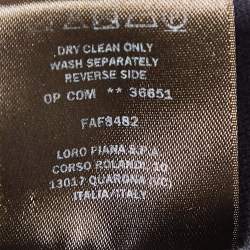 DRY CLEAN ONLY
WASH SEPARATELY
REVERSE SIDE
OP COM ** 36651
FAF8482
LORO PIANA S.P.A.
CORSO ROLANDI, 10
13017 QUARONA (VC)
ITALIA/ITALY